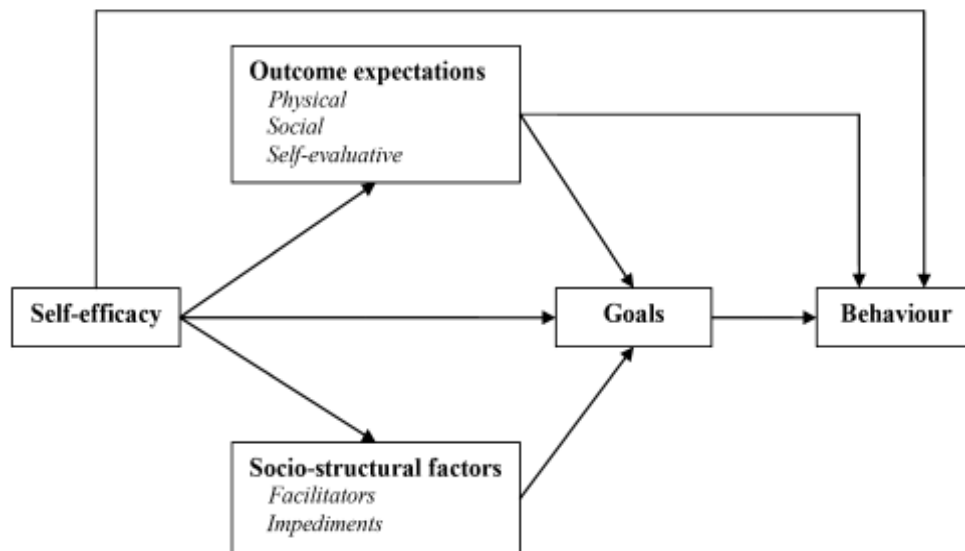 Outcome expectations
Physical
Social
Self-evaluative
Self-efficacy
Goals
Behaviour
Socio-structural factors
Facilitators
Impediments